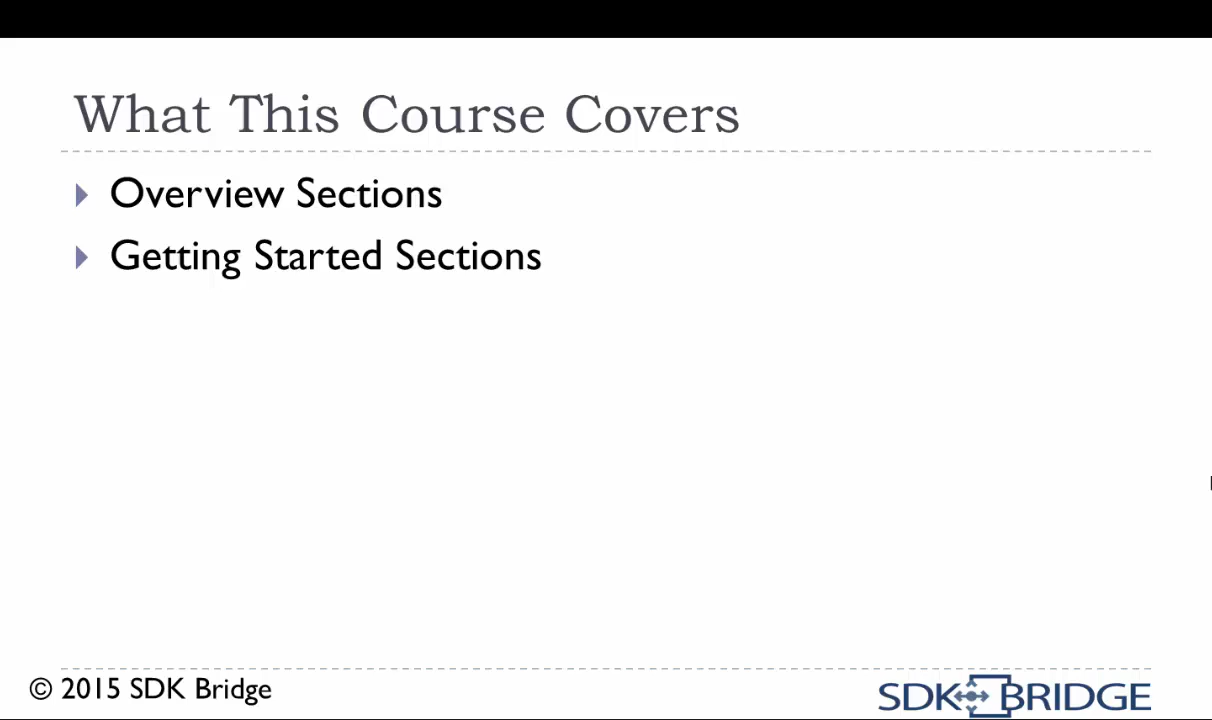 What This Course Covers
Overview Sections
Getting Started Sections
© 2015 SDK Bridge
SDK BRIDGE